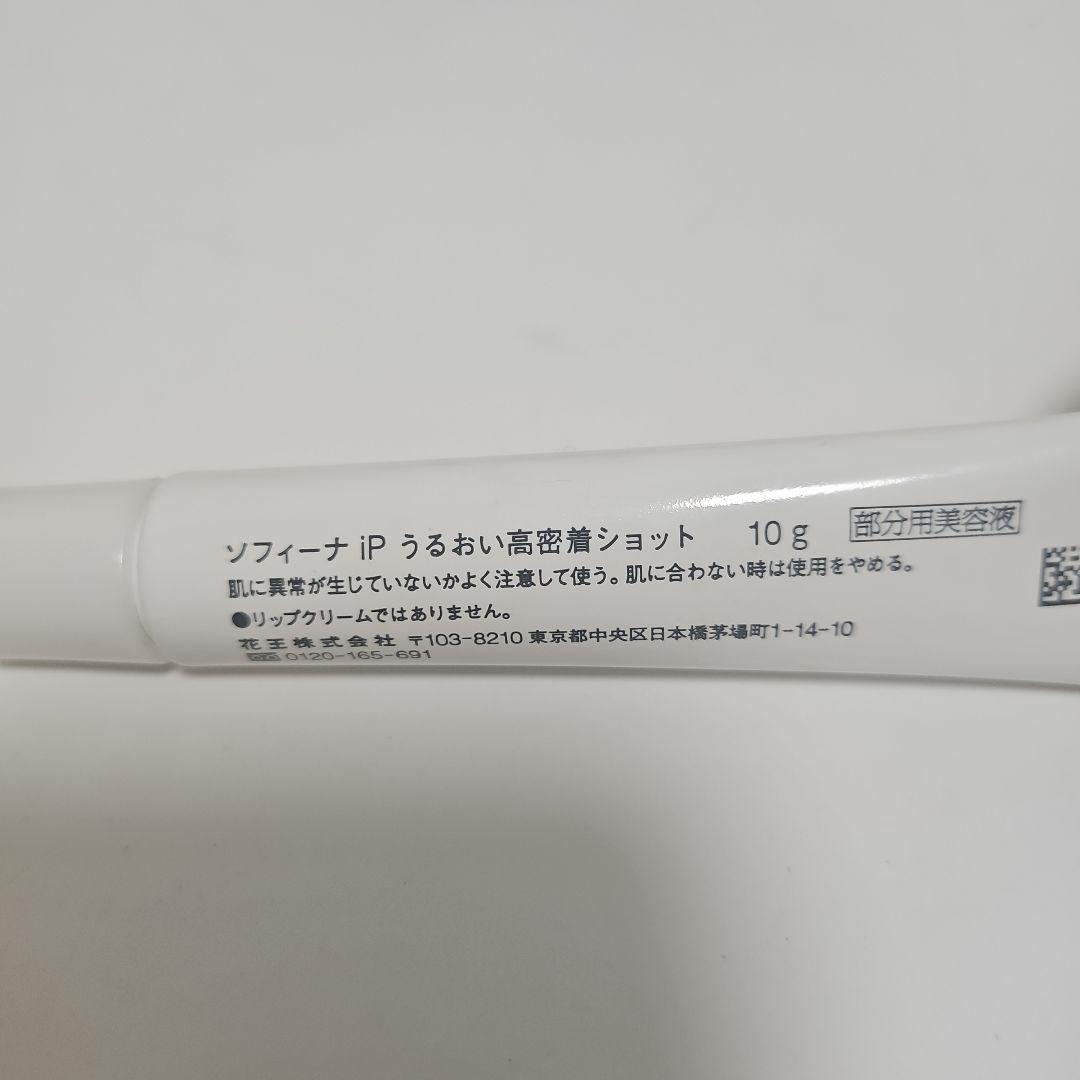 ソフィーナ iP うるおい高密着ショット 10 g 部分用美容液
肌に異常が生じていないかよく注意して使う。肌に合わない時は使用をやめる。
●リップクリームではありません。
花王株式会社 〒103-8210 東京都中央区日本橋茅場町1-14-10
0120-165-691